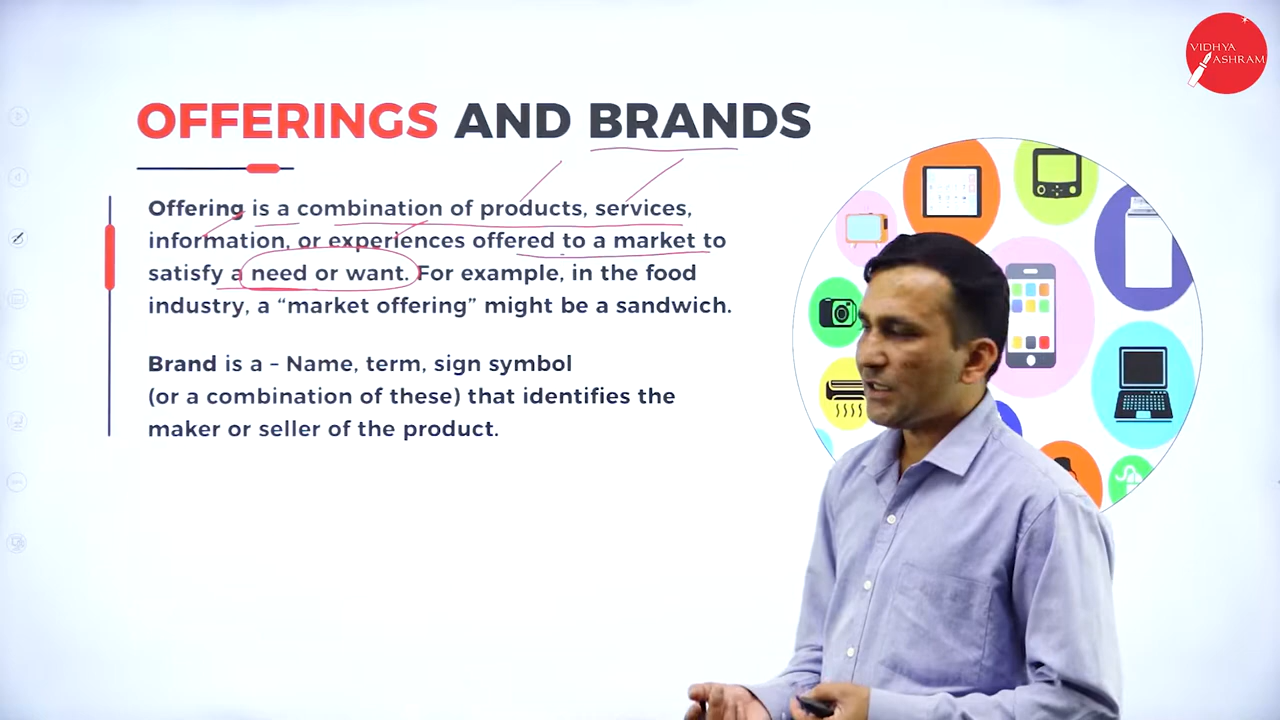 VIDHYA
ASHRAM
OFFERINGS AND BRANDS
Offering is a combination of products, services,
information, or experiences offered to a market to
satisfy a need or want. For example, in the food
industry, a “market offering” might be a sandwich.
Brand is a – Name, term, sign symbol
(or a combination of these) that identifies the
maker or seller of the product.